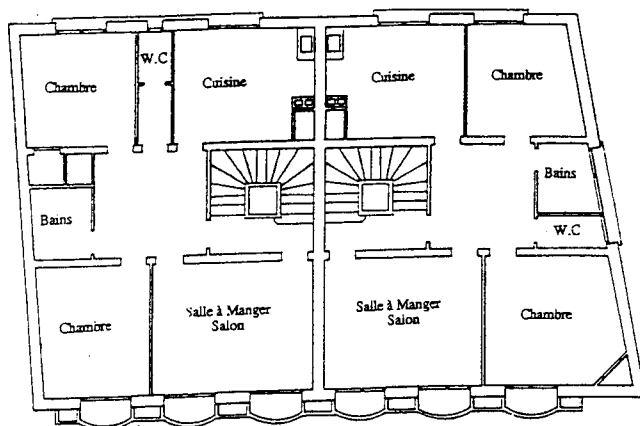 W.C
Chambre
Cuisine
Cuisine
Chambre
Bains
Bains
W.C
Salle à Manger
Salon
Salle à Manger
Salon
Chambre
Chambre